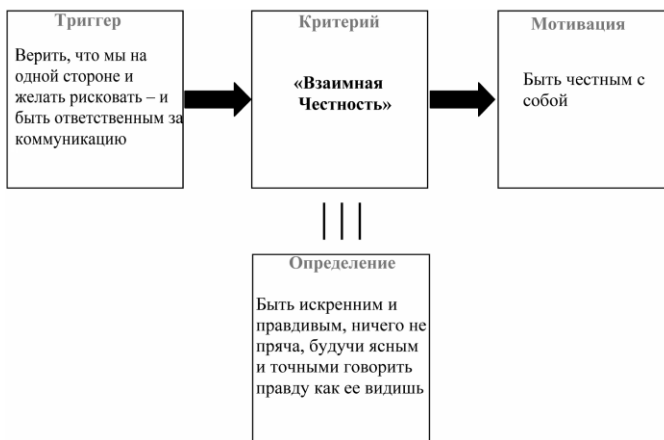 Триггер
Верить, что мы на
одной стороне и
желать рисковать – и
быть ответственным за
коммуникацию
Критерий
«Взаимная
Честность»
Мотивация
Быть честным с
собой
Определение
Быть искренним и
правдивым, ничего не
пряча, будучи ясным
и точными говорить
правду как ее видишь